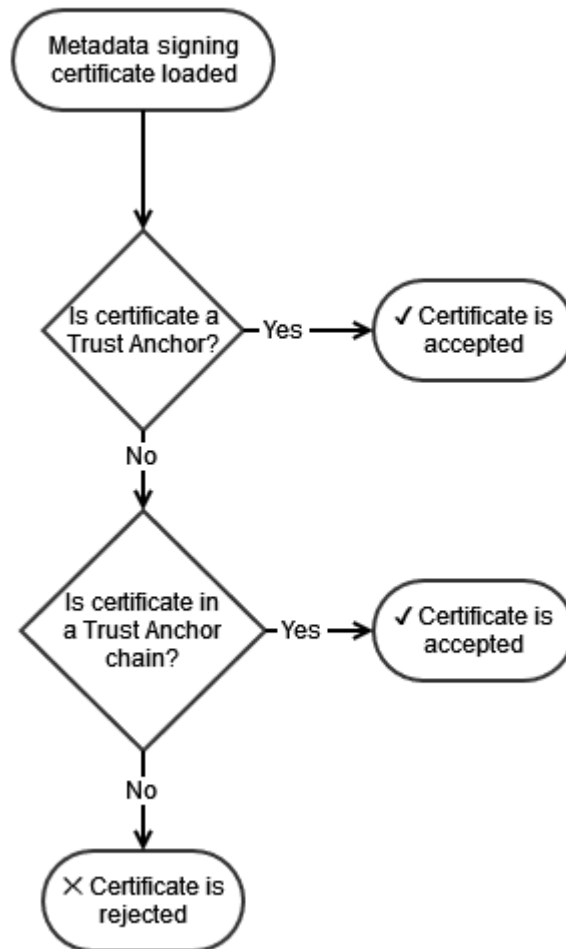 Metadata signing
certificate loaded
Is certificate a
Trust Anchor?
Yes
✓ Certificate is
accepted
No
Is certificate in
a Trust Anchor
chain?
Yes
✓ Certificate is
accepted
No
✕ Certificate is
rejected